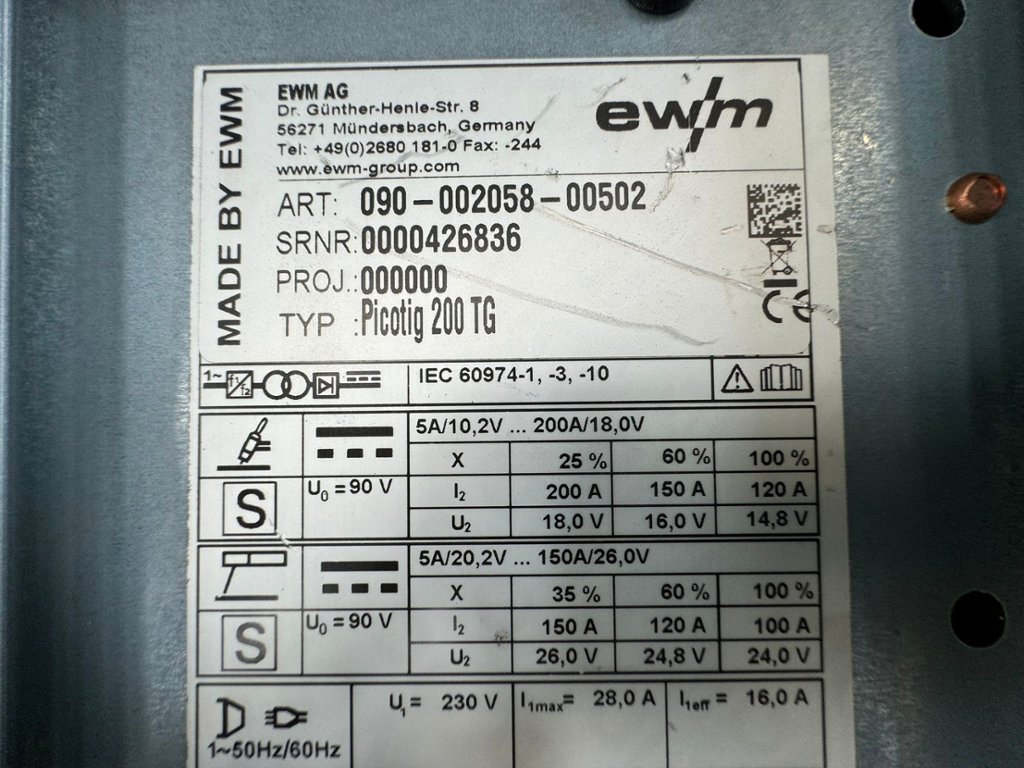 MADE BY EWM
EWM AG
Dr. Günther-Henle-Str. 8
56271 Mündersbach, Germany
Tel: +49(0)2680 181-0 Fax: -244
www.ewm-group.com
ewm
ART: 090-002058-00502
SRNR: 0000426836
PROJ.: 000000
TYP : Picotig 200 TG
CE
1~ f1/f2 IEC 60974-1, -3, -10
5A/10,2V ... 200A/18,0V
X 25 % 60 % 100 %
S U0 = 90 V I2 200 A 150 A 120 A
U2 18,0 V 16,0 V 14,8 V
5A/20,2V ... 150A/26,0V
X 35 % 60 % 100 %
S U0 = 90 V I2 150 A 120 A 100 A
U2 26,0 V 24,8 V 24,0 V
1~50Hz/60Hz U1 = 230 V I1max= 28,0 A I1eff = 16,0 A